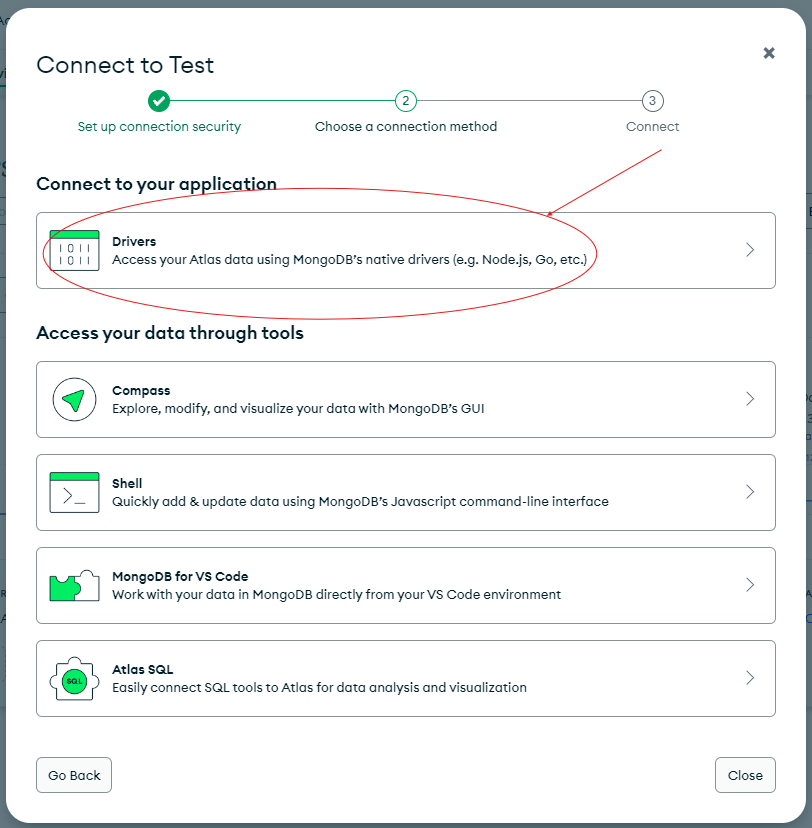 Connect to Test
2
3
Set up connection security
Choose a connection method
Connect
Connect to your application
1011
1011
Drivers
Access your Atlas data using MongoDB’s native drivers (e.g. Node.js, Go, etc.)
Access your data through tools
Compass
Explore, modify, and visualize your data with MongoDB’s GUI
>_
Shell
Quickly add & update data using MongoDB’s Javascript command-line interface
MongoDB for VS Code
Work with your data in MongoDB directly from your VS Code environment
SQL
Atlas SQL
Easily connect SQL tools to Atlas for data analysis and visualization
Go Back
Close